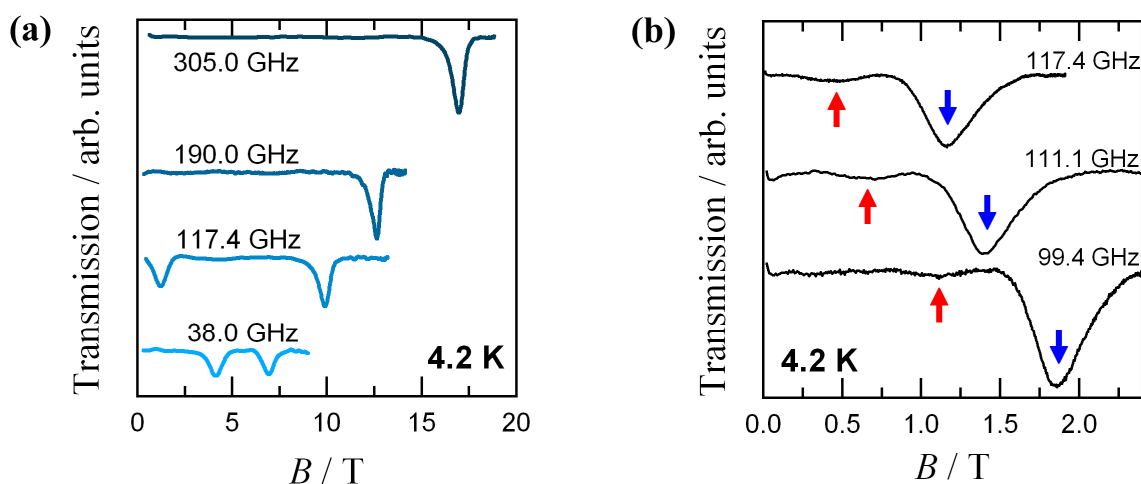 (a)
Transmission / arb. units
305.0 GHz
190.0 GHz
117.4 GHz
38.0 GHz
4.2 K
0 5 10 15 20
B / T
(b)
Transmission / arb. units
117.4 GHz
111.1 GHz
99.4 GHz
4.2 K
0.0 0.5 1.0 1.5 2.0
B / T